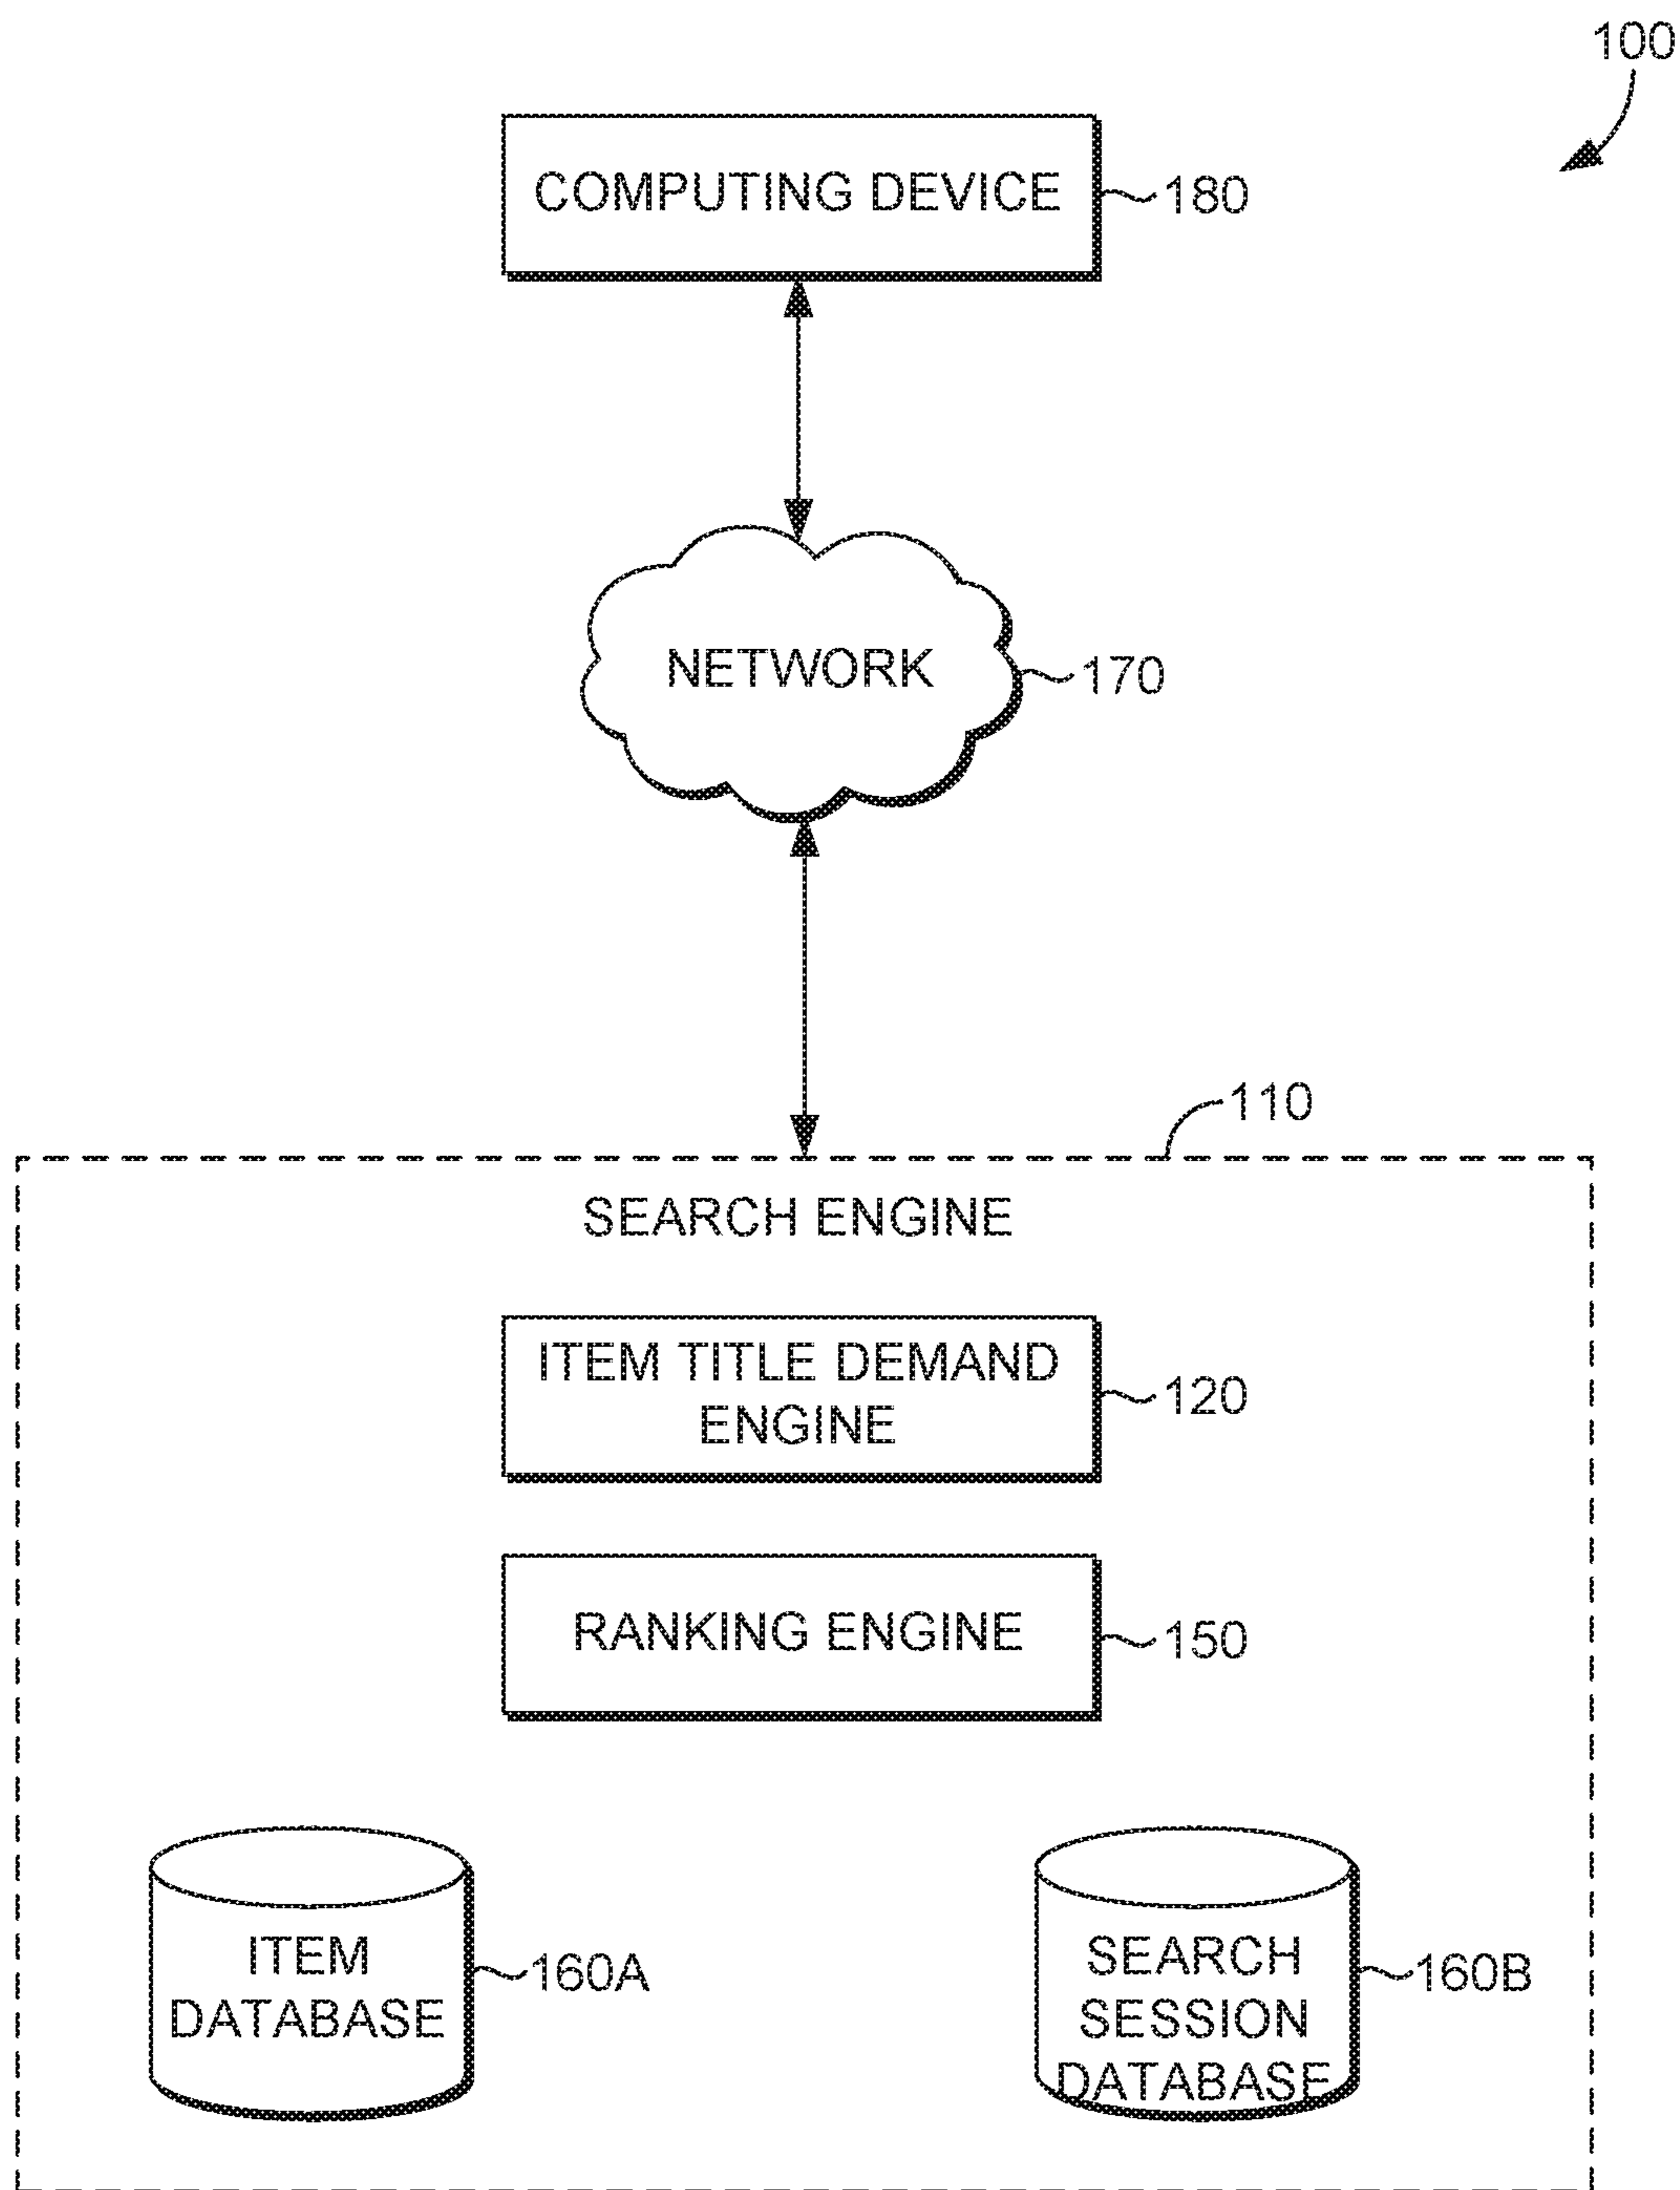 100
COMPUTING DEVICE
180
NETWORK
170
110
SEARCH ENGINE
ITEM TITLE DEMAND
ENGINE
120
RANKING ENGINE
150
ITEM
DATABASE
160A
SEARCH
SESSION
DATABASE
160B